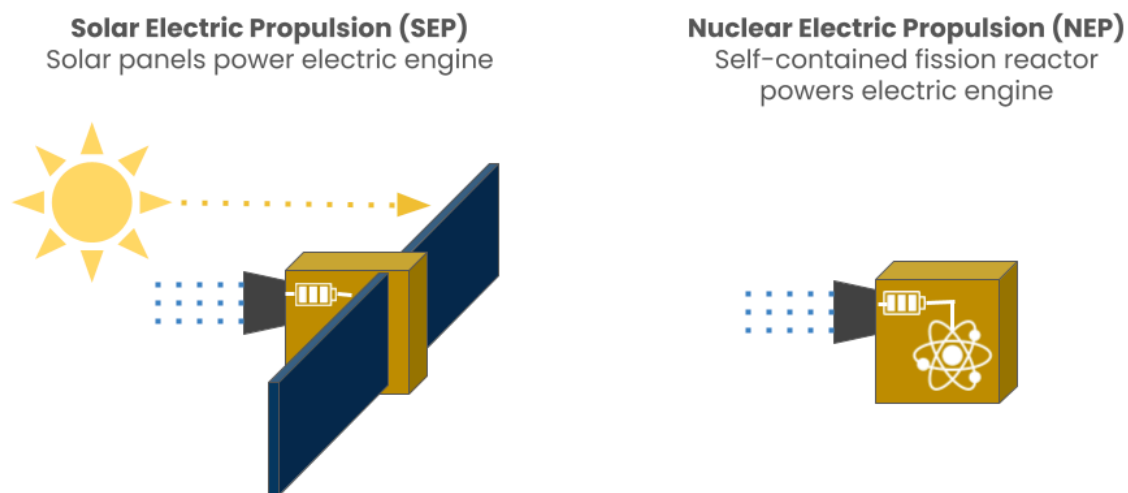 Solar Electric Propulsion (SEP)
Solar panels power electric engine
Nuclear Electric Propulsion (NEP)
Self-contained fission reactor
powers electric engine